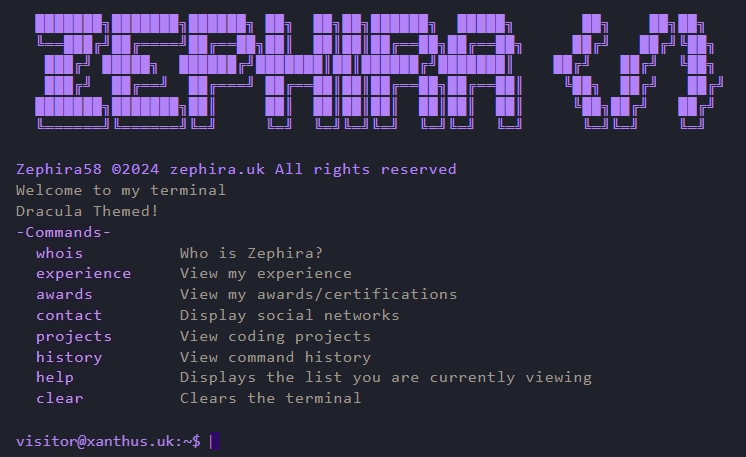 ZEPHIRA </>
Zephira58 ©2024 zephira.uk All rights reserved
Welcome to my terminal
Dracula Themed!
-Commands-
whois Who is Zephira?
experience View my experience
awards View my awards/certifications
contact Display social networks
projects View coding projects
history View command history
help Displays the list you are currently viewing
clear Clears the terminal
visitor@xanthus.uk:~$